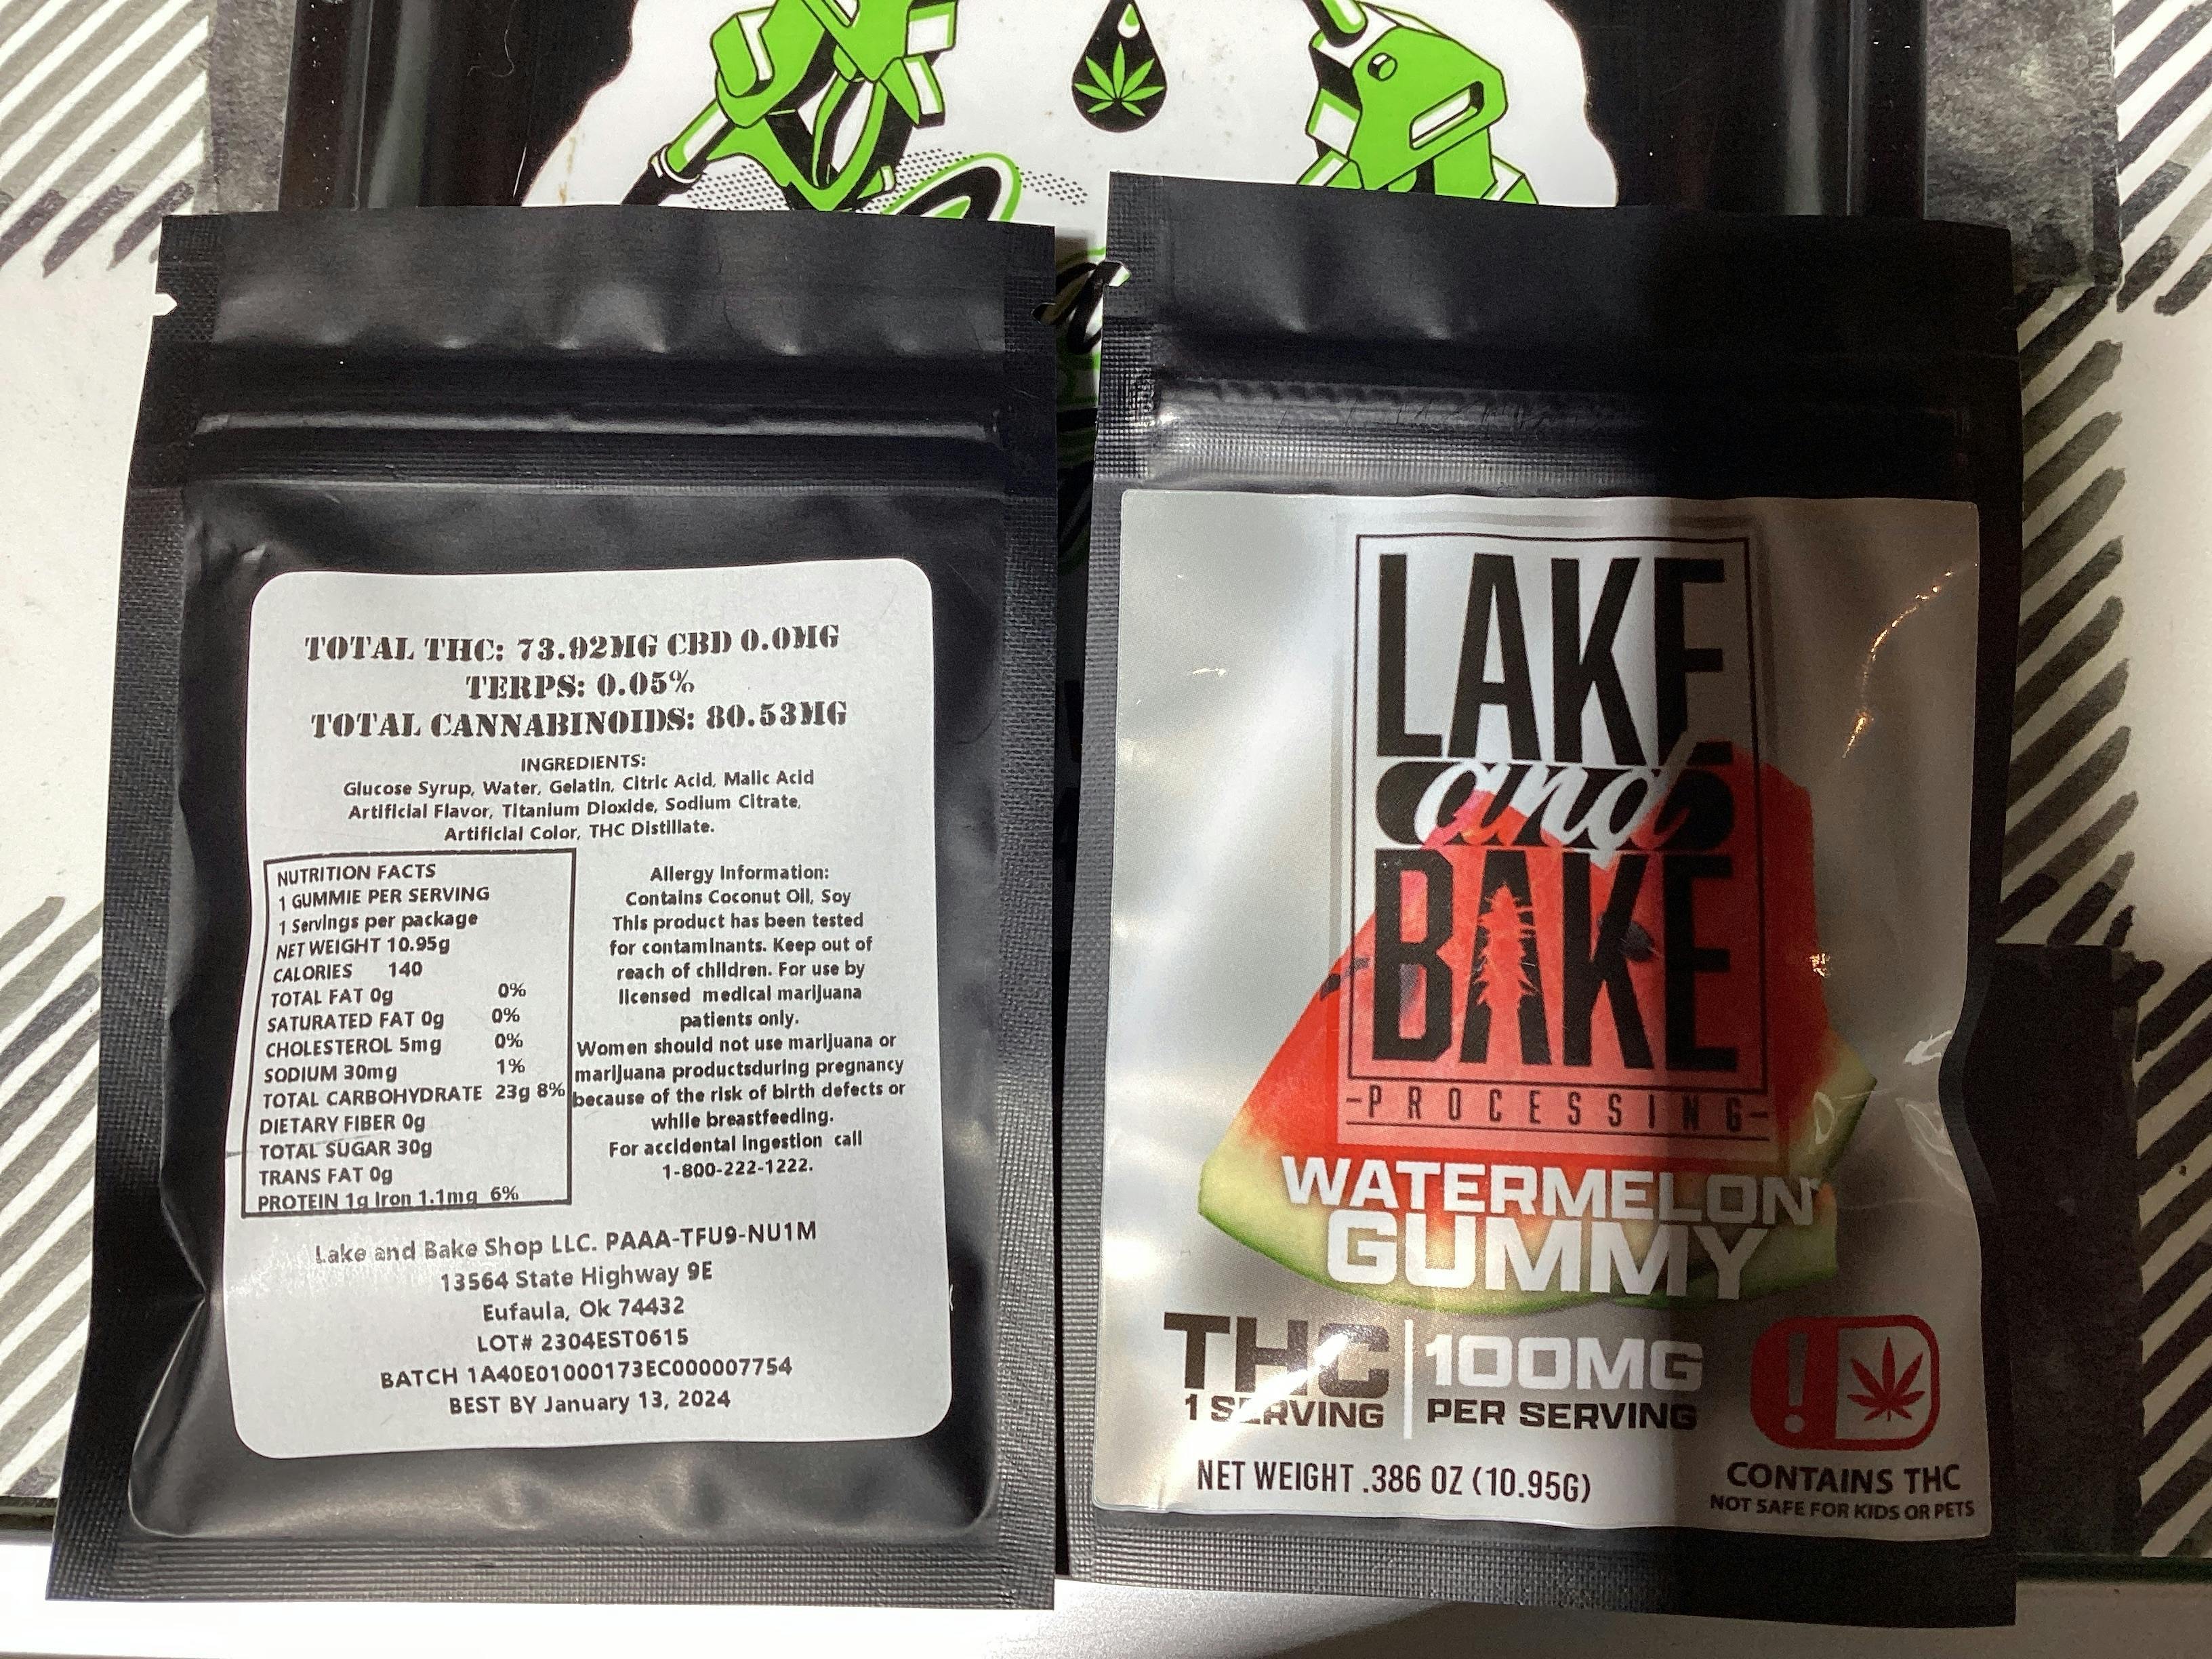 TOTAL THC: 73.92MG CBD 0.0MG
TERPS: 0.05%
TOTAL CANNABINOIDS: 80.53MG
INGREDIENTS:
Glucose Syrup, Water, Gelatin, Citric Acid, Malic Acid
Artificial Flavor, Titanium Dioxide, Sodium Citrate,
Artificial Color, THC Distillate.
NUTRITION FACTS
1 GUMMIE PER SERVING
1 Servings per package
NET WEIGHT 10.95g
CALORIES 140
TOTAL FAT 0g 0%
SATURATED FAT 0g 0%
CHOLESTEROL 5mg 0%
SODIUM 30mg 1%
TOTAL CARBOHYDRATE 23g 8%
DIETARY FIBER 0g
TOTAL SUGAR 30g
TRANS FAT 0g
PROTEIN 1g Iron 1.1mg 6%
Allergy Information:
Contains Coconut Oil, Soy
This product has been tested
for contaminants. Keep out of
reach of children. For use by
licensed medical marijuana
patients only.
Women should not use marijuana or
marijuana productsduring pregnancy
because of the risk of birth defects or
while breastfeeding.
For accidental ingestion call
1-800-222-1222.
Lake and Bake Shop LLC. PAAA-TFU9-NU1M
13564 State Highway 9E
Eufaula, Ok 74432
LOT# 2304EST0615
BATCH 1A40E01000173EC000007754
BEST BY January 13, 2024
LAKE
and
BAKE
-PROCESSING-
WATERMELON
GUMMY
THC
1 SERVING
100MG
PER SERVING
NET WEIGHT .386 OZ (10.95G)
CONTAINS THC
NOT SAFE FOR KIDS OR PETS